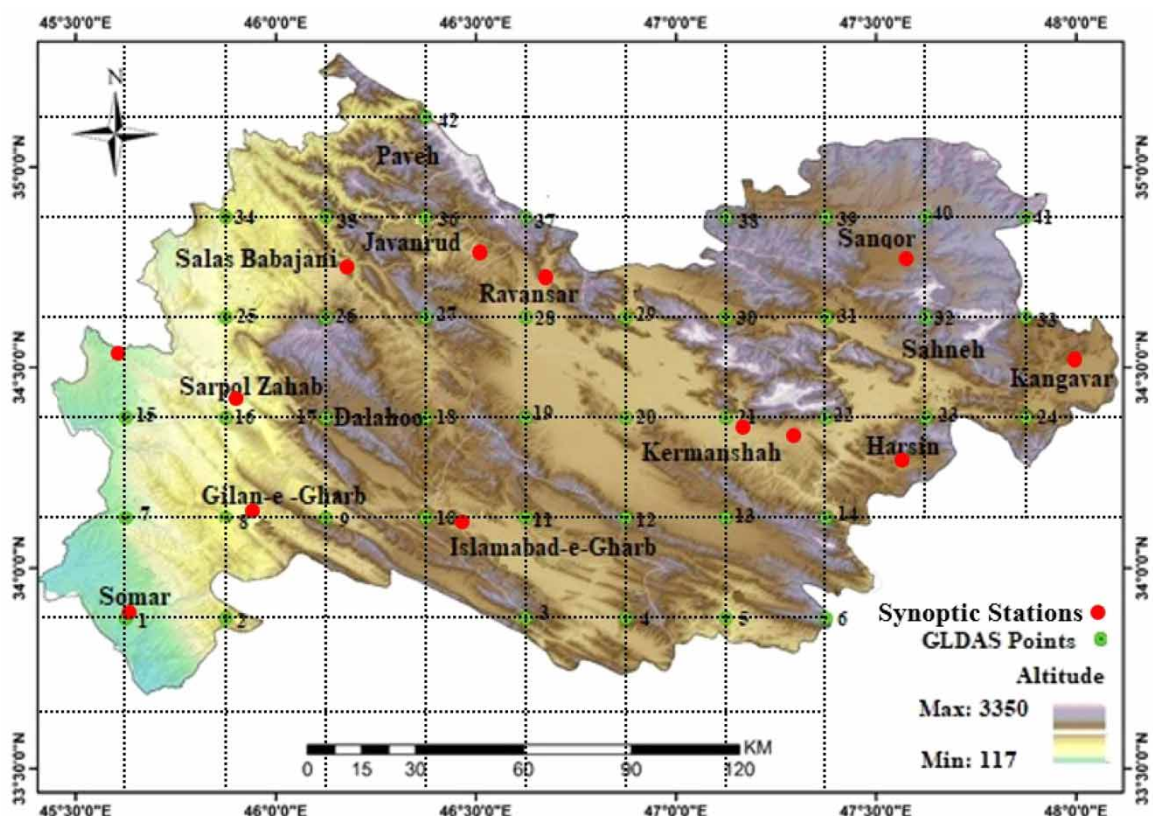 45°30'0"E 46°0'0"E 46°30'0"E 47°0'0"E 47°30'0"E 48°0'0"E
N
42
Paveh
35°0'0"N 35°0'0"N
34 35 36 37 38 39 40 41
Javanrud Sanqor
Salas Babajani
Ravansar
25 26 27 28 29 30 31 32 33
Sahneh
34°30'0"N 34°30'0"N
Kangavar
Sarpol Zahab
15 16 17 Dalahoo 18 19 20 21 22 23 24
Kermanshah Harsin
Gilan-e -Gharb
7 8 9 10 11 12 13 14
Islamabad-e-Gharb
34°0'0"N 34°0'0"N
Somar
1 2 3 4 5 6
Synoptic Stations
GLDAS Points
Altitude
Max: 3350
Min: 117
KM
0 15 30 60 90 120
33°30'0"N 33°30'0"N
45°30'0"E 46°0'0"E 46°30'0"E 47°0'0"E 47°30'0"E 48°0'0"E